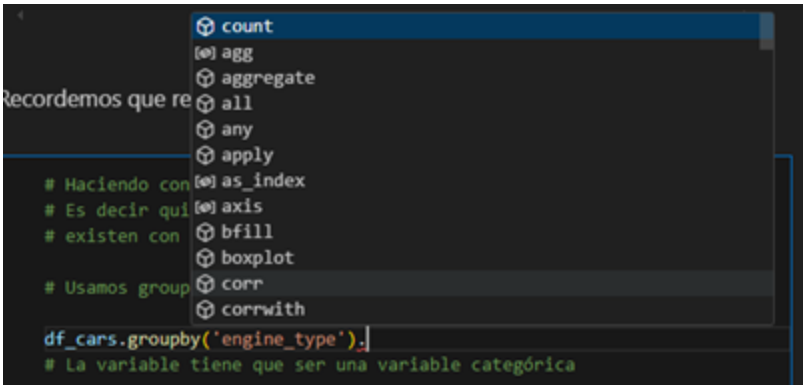 count
agg
aggregate
Recordemos que re
all
any
apply
# Haciendo con
as_index
# Es decir qui
axis
# existen con
bfill
boxplot
# Usamos group
corr
corrwith
df_cars.groupby('engine_type').
# La variable tiene que ser una variable categórica